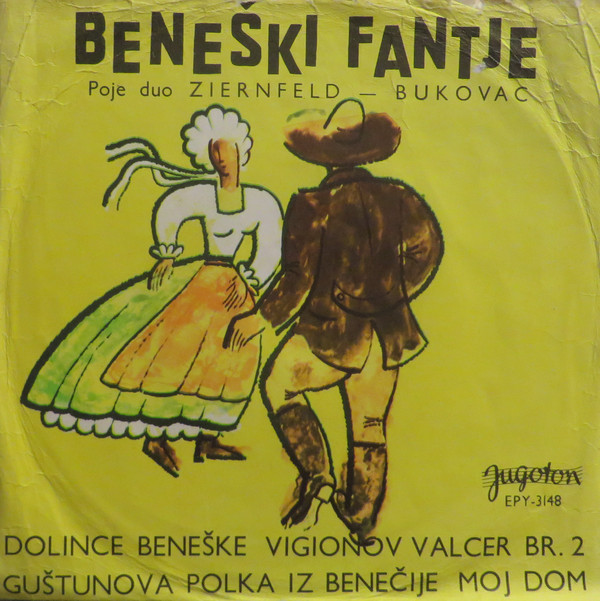 BENEŠKI FANTJE
Poje duo ZIERNFELD — BUKOVAC
Jugoton
EPY-3148
DOLINCE BENEŠKE VIGIONOV VALCER BR. 2
GUŠTUNOVA POLKA IZ BENEČIJE MOJ DOM